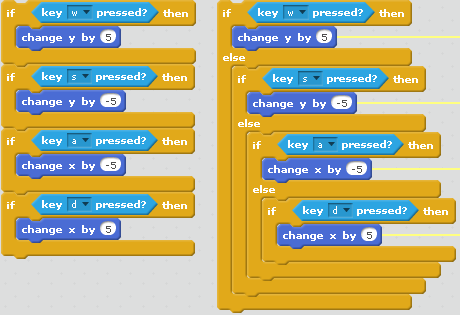 if key w pressed? then
change y by 5
if key s pressed? then
change y by -5
if key a pressed? then
change x by -5
if key d pressed? then
change x by 5
if key w pressed? then
change y by 5
else
if key s pressed? then
change y by -5
else
if key a pressed? then
change x by -5
else
if key d pressed? then
change x by 5